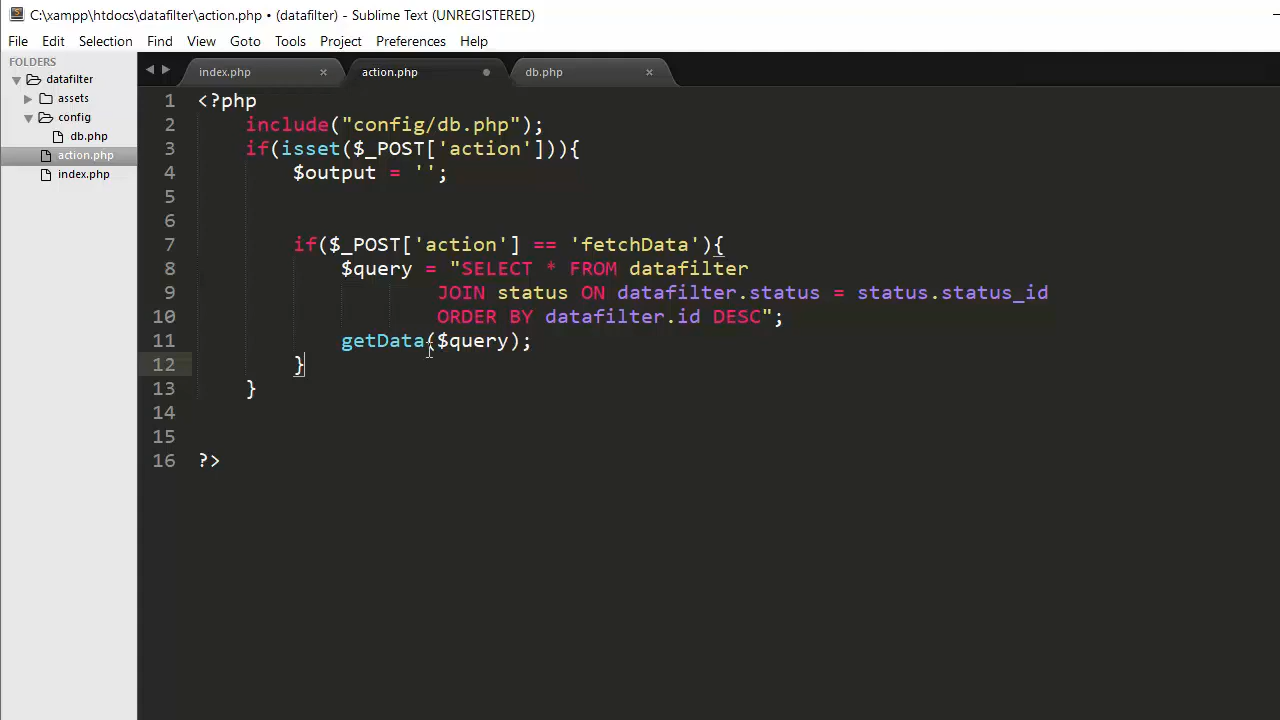 C:\xampp\htdocs\datafilter\action.php • (datafilter) - Sublime Text (UNREGISTERED)
File Edit Selection Find View Goto Tools Project Preferences Help
FOLDERS
datafilter
assets
config
db.php
action.php
index.php
index.php × action.php • db.php ×
1 <?php
2 include("config/db.php");
3 if(isset($_POST['action'])){
4 $output = '';
5
6
7 if($_POST['action'] == 'fetchData'){
8 $query = "SELECT * FROM datafilter
9 JOIN status ON datafilter.status = status.status_id
10 ORDER BY datafilter.id DESC";
11 getData($query);
12 }
13 }
14
15
16 ?>